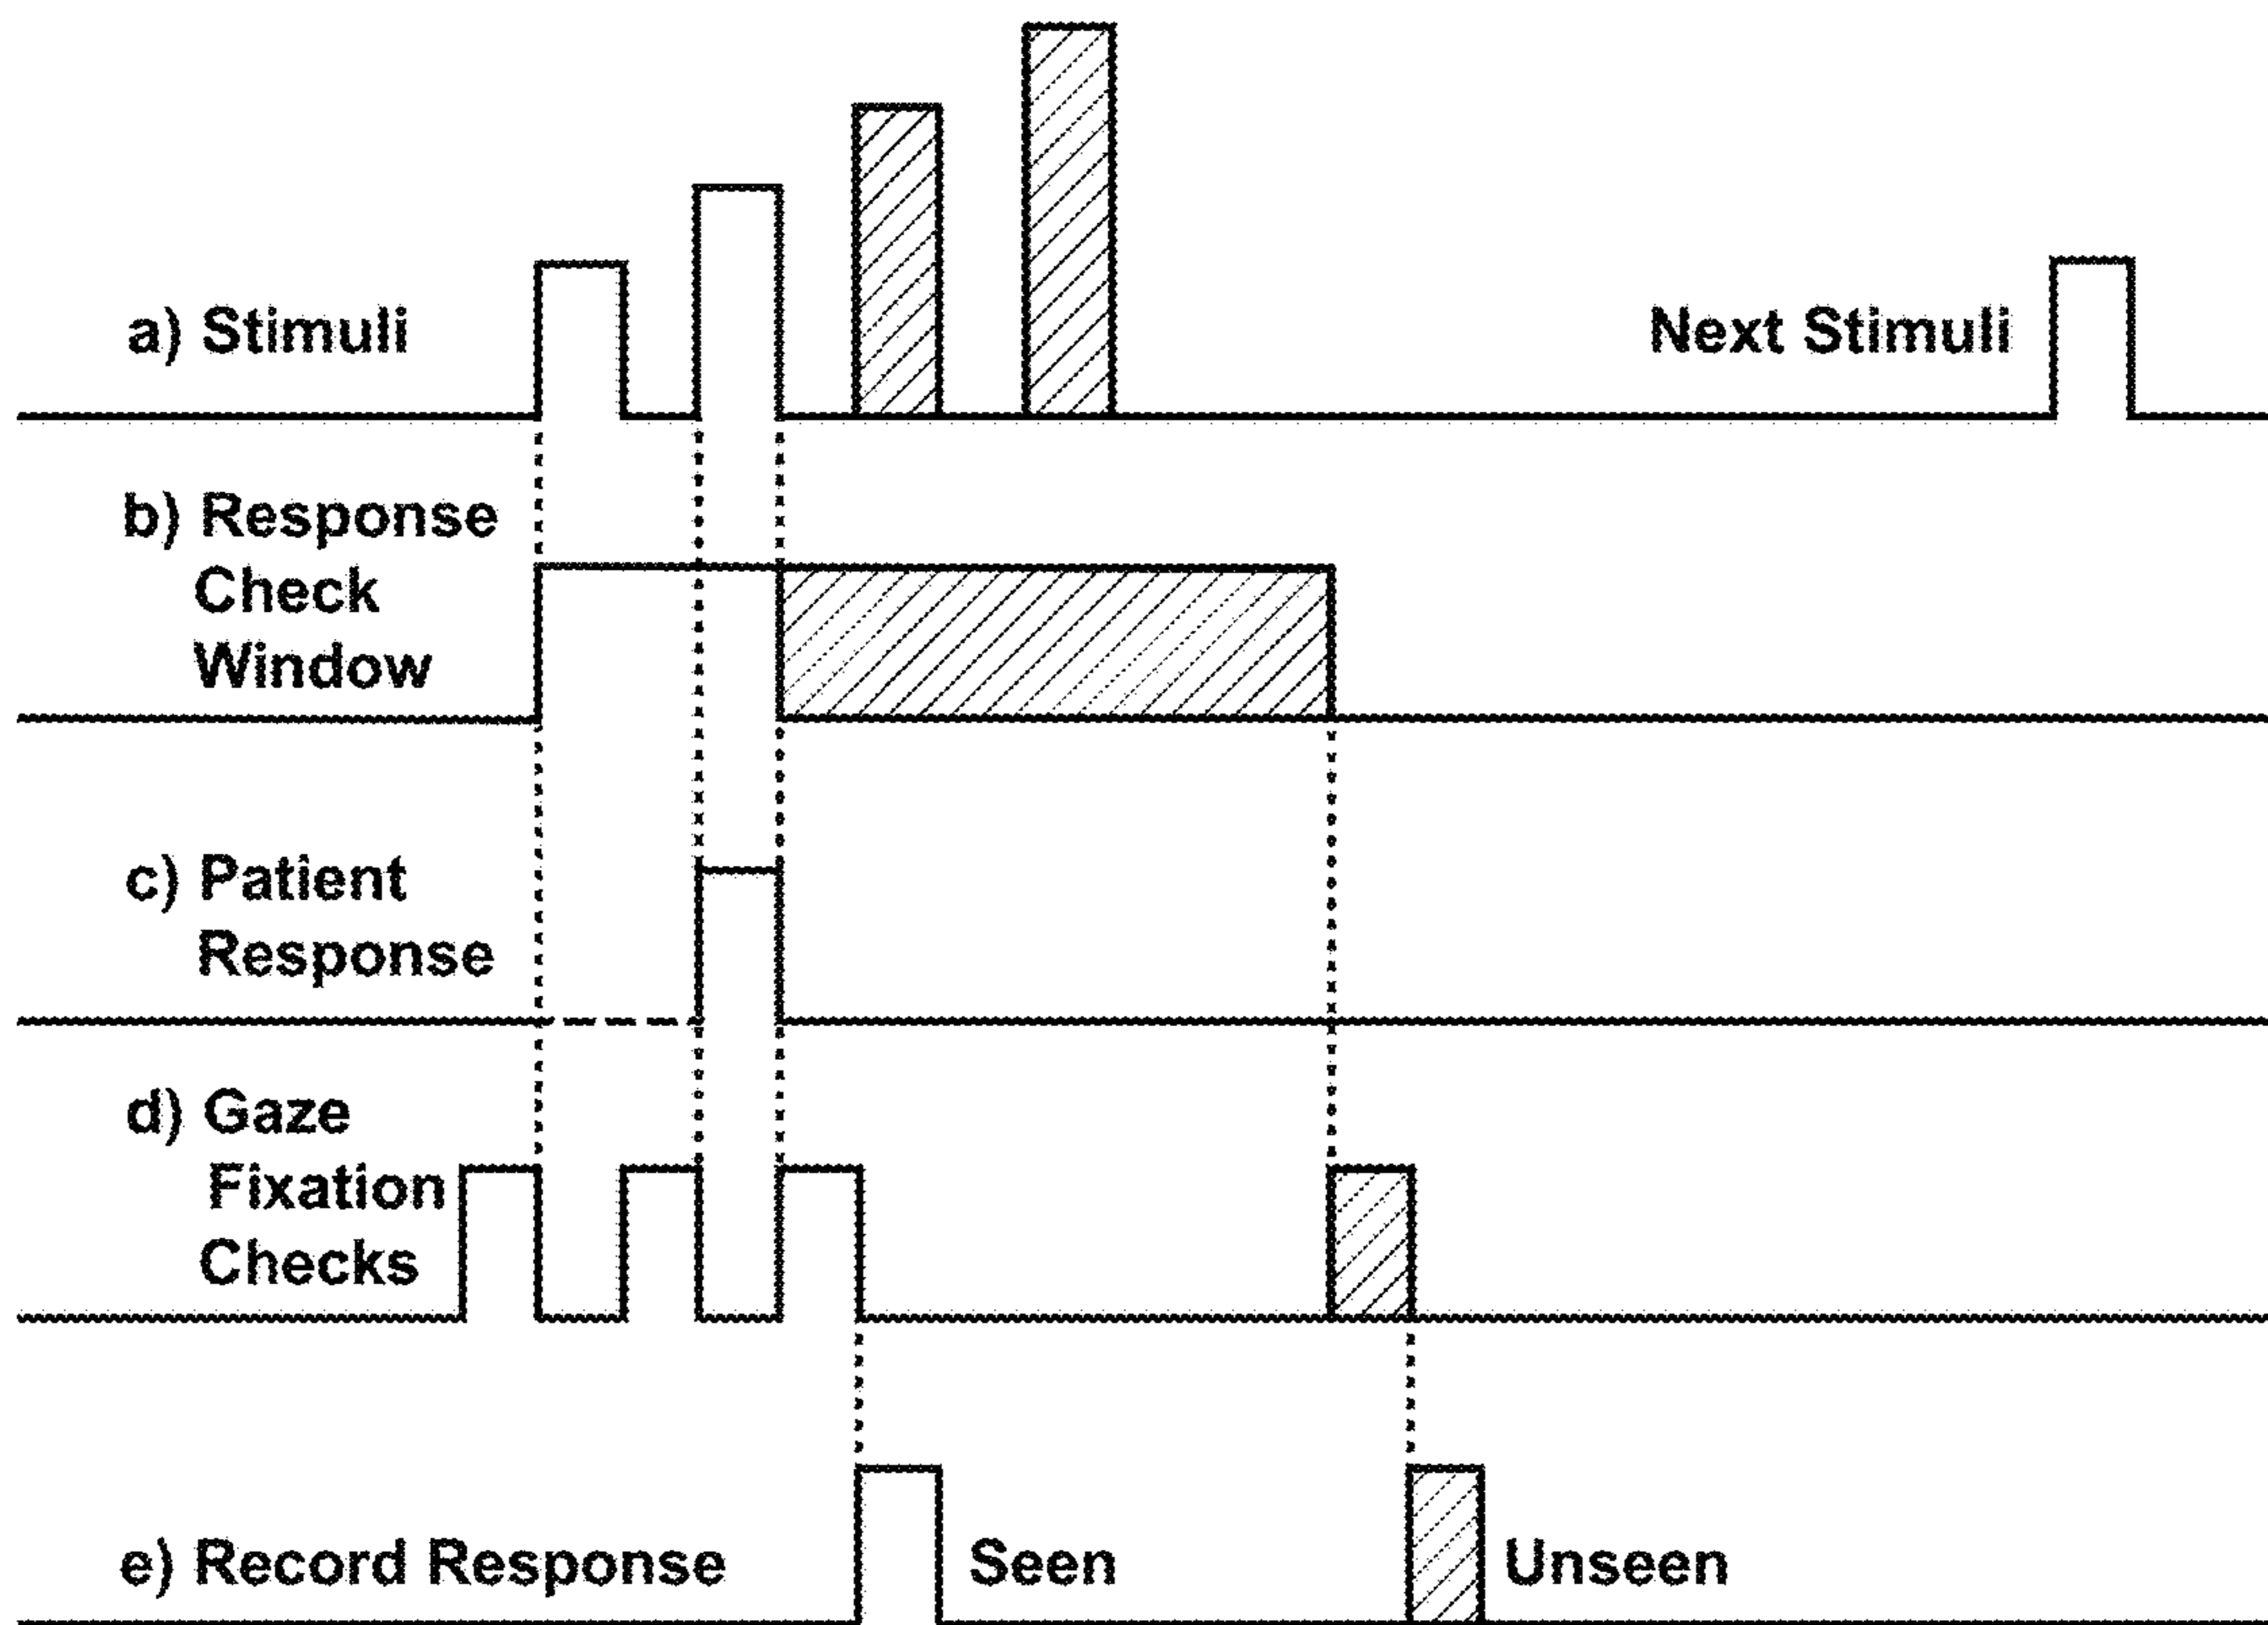 a) Stimuli
Next Stimuli
b) Response
Check
Window
c) Patient
Response
d) Gaze
Fixation
Checks
e) Record Response
Seen
Unseen